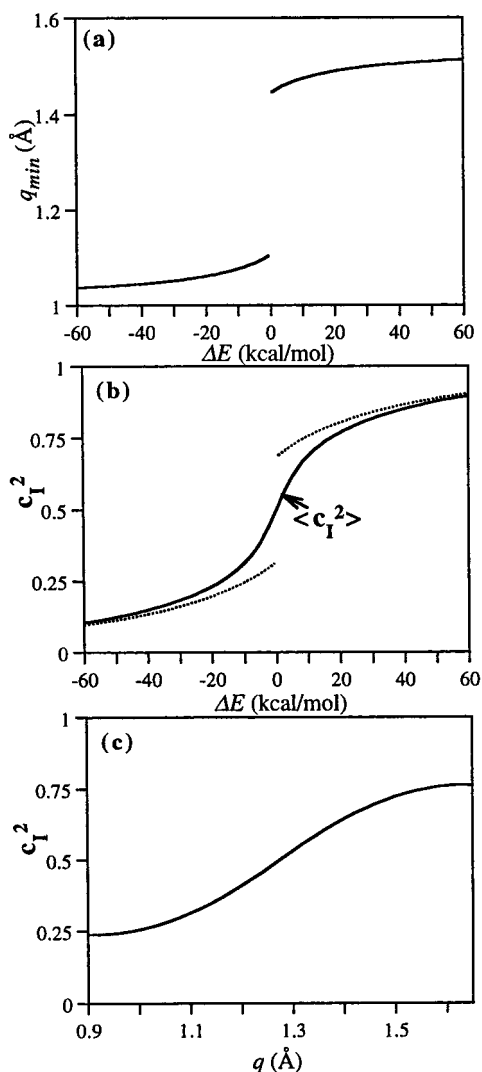 (a)
1.6
1.4
1.2
1
q_min (Å)
-60 -40 -20 0 20 40 60
ΔE (kcal/mol)
(b)
1
0.75
0.5
0.25
0
c_I^2
<c_I^2>
-60 -40 -20 0 20 40 60
ΔE (kcal/mol)
(c)
1
0.75
0.5
0.25
0
c_I^2
0.9 1.1 1.3 1.5
q (Å)